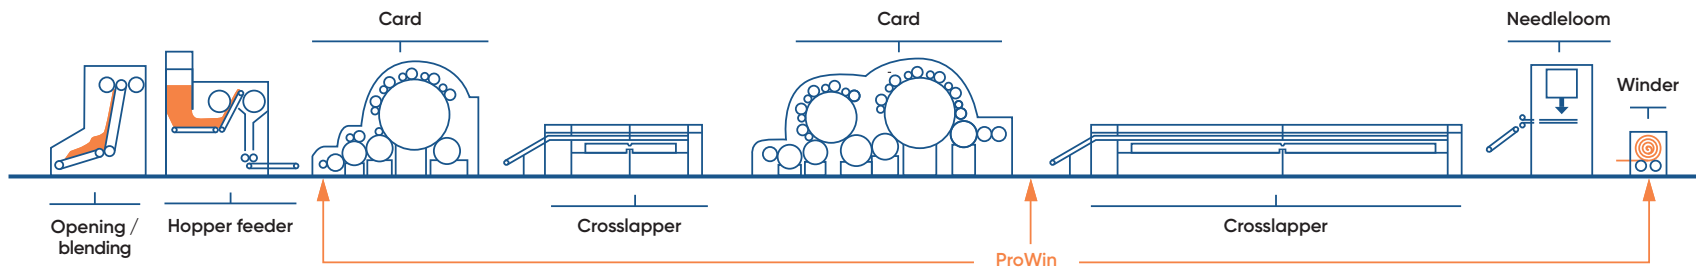 Card
Card
Needleloom
Winder
Opening /
blending
Hopper feeder
Crosslapper
Crosslapper
ProWin